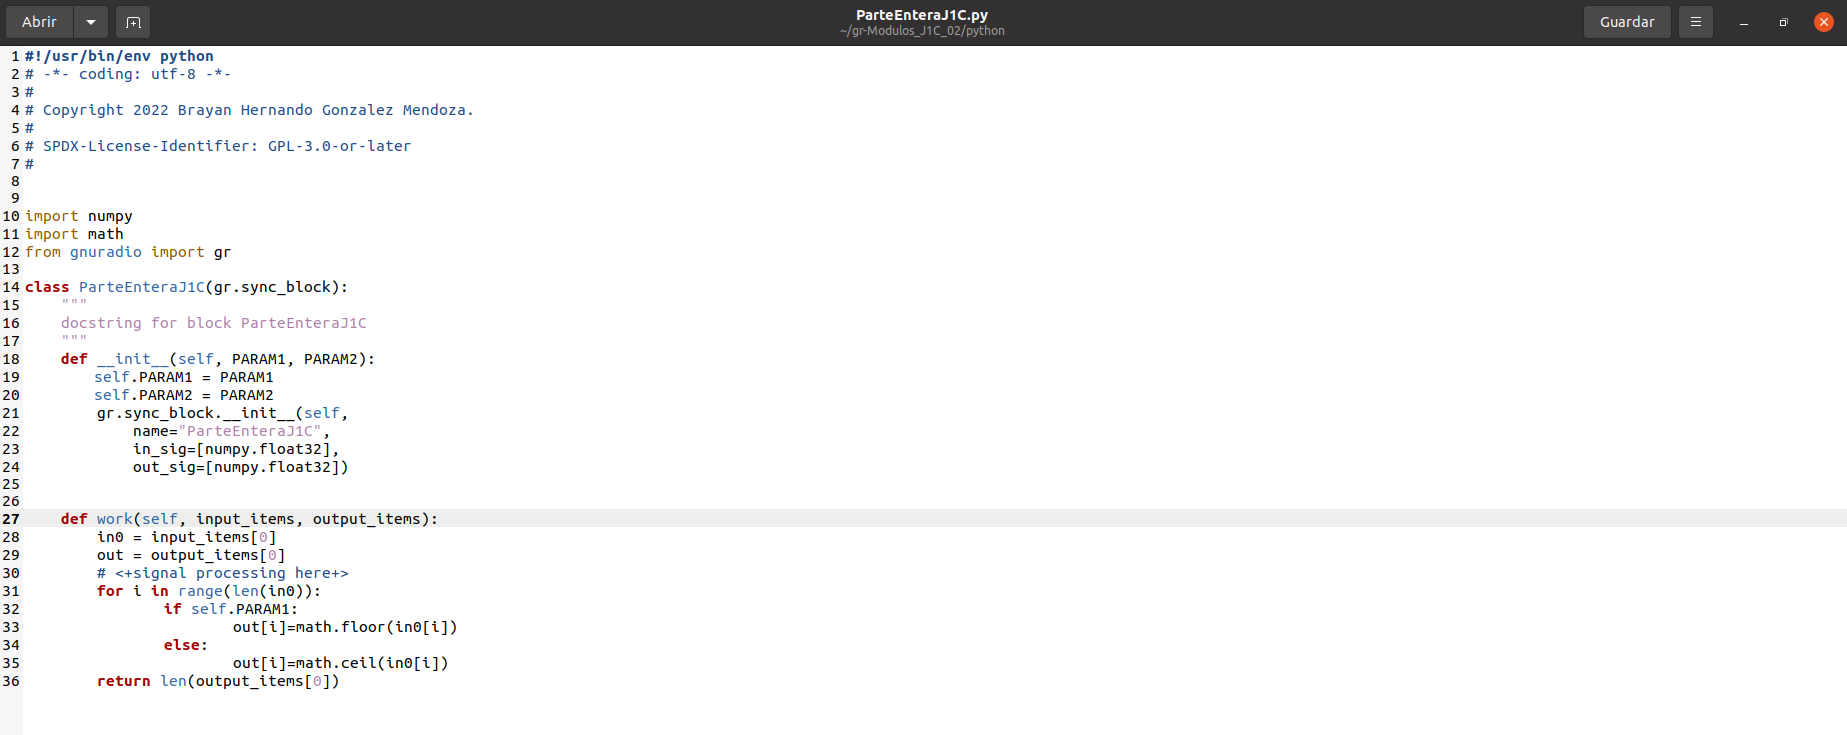 Abrir
ParteEnteraJ1C.py
~/gr-Modulos_J1C_02/python
Guardar
1 #!/usr/bin/env python
2 # -*- coding: utf-8 -*-
3 #
4 # Copyright 2022 Brayan Hernando Gonzalez Mendoza.
5 #
6 # SPDX-License-Identifier: GPL-3.0-or-later
7 #
8
9
10 import numpy
11 import math
12 from gnuradio import gr
13
14 class ParteEnteraJ1C(gr.sync_block):
15     """
16     docstring for block ParteEnteraJ1C
17     """
18     def __init__(self, PARAM1, PARAM2):
19         self.PARAM1 = PARAM1
20         self.PARAM2 = PARAM2
21         gr.sync_block.__init__(self,
22             name="ParteEnteraJ1C",
23             in_sig=[numpy.float32],
24             out_sig=[numpy.float32])
25
26
27     def work(self, input_items, output_items):
28         in0 = input_items[0]
29         out = output_items[0]
30         # <+signal processing here+>
31         for i in range(len(in0)):
32                 if self.PARAM1:
33                         out[i]=math.floor(in0[i])
34                 else:
35                         out[i]=math.ceil(in0[i])
36         return len(output_items[0])